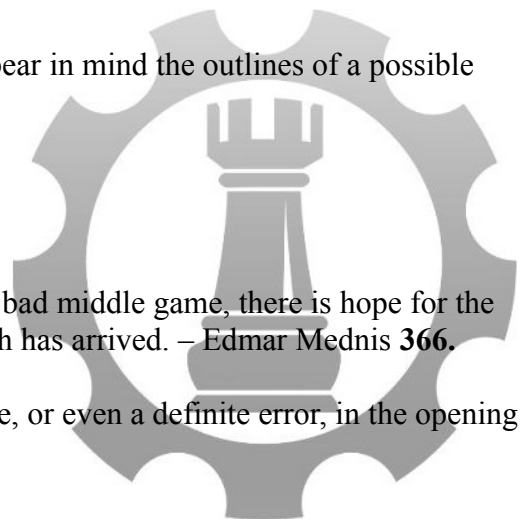 bear in mind the outlines of a possible
bad middle game, there is hope for the
h has arrived. – Edmar Mednis 366.
e, or even a definite error, in the opening